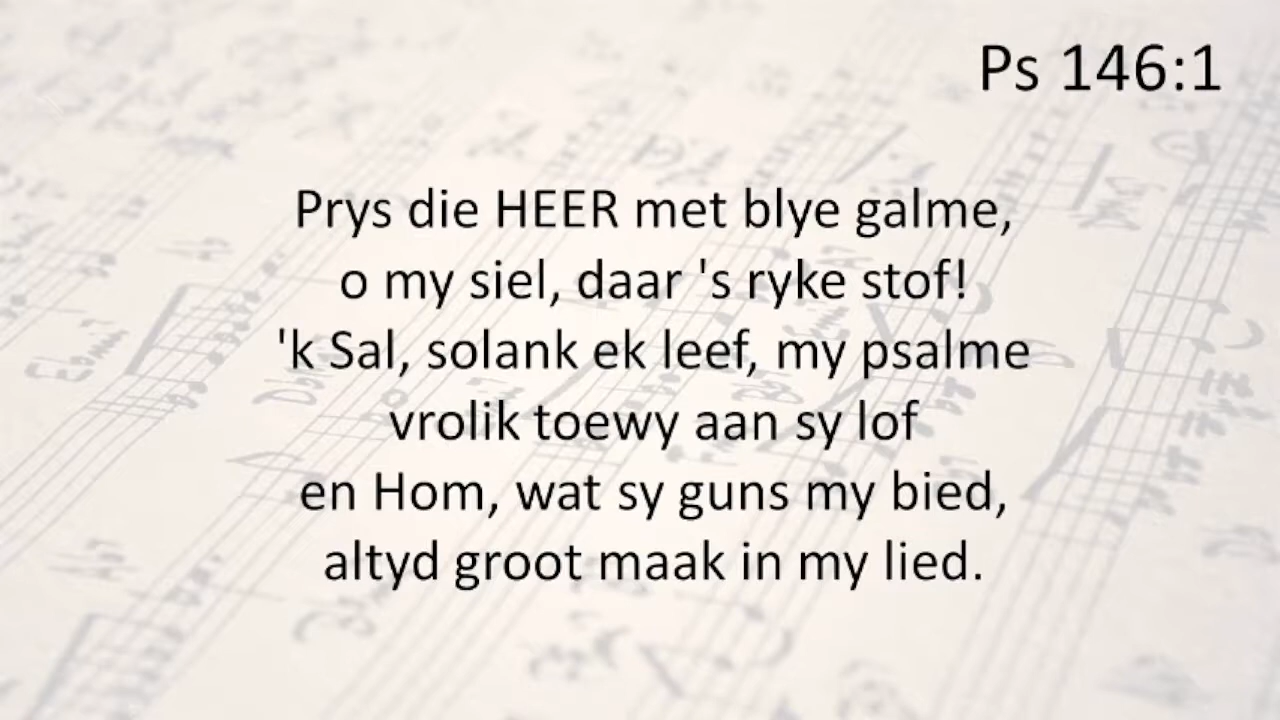 Ps 146:1
Prys die HEER met blye galme,
o my siel, daar 's ryke stof!
'k Sal, solank ek leef, my psalme
vrolik toewy aan sy lof
en Hom, wat sy guns my bied,
altyd groot maak in my lied.